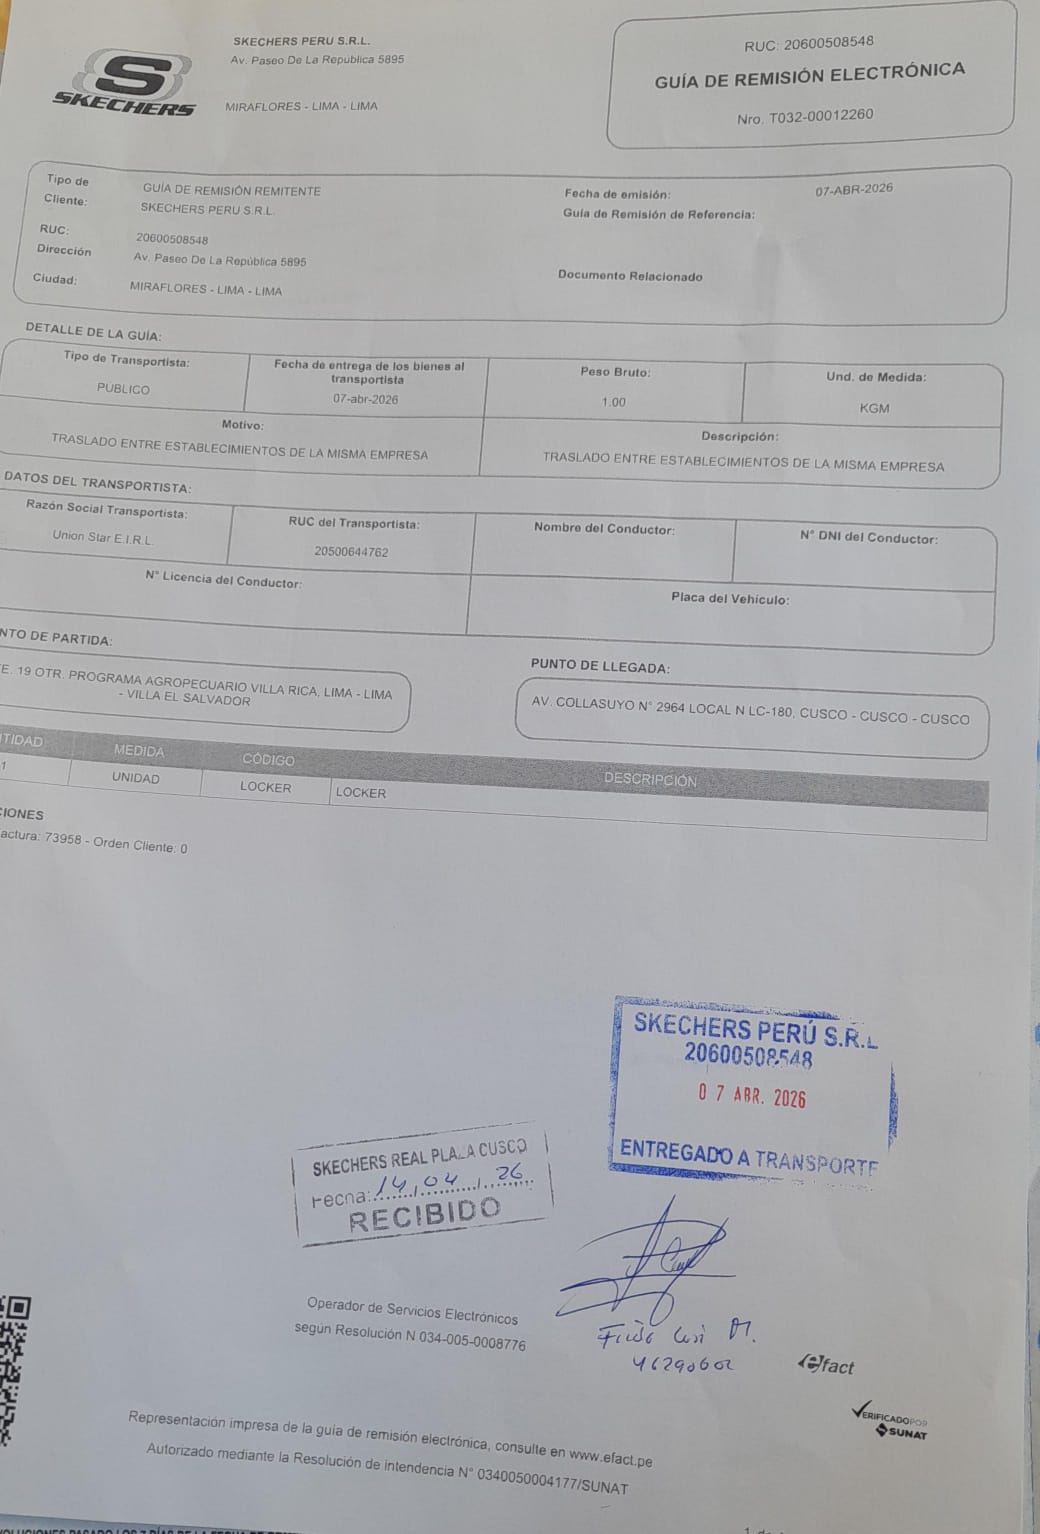 SKECHERS
SKECHERS PERU S.R.L.
Av. Paseo De La República 5895
MIRAFLORES - LIMA - LIMA
RUC: 20600508548
GUÍA DE REMISIÓN ELECTRÓNICA
Nro. T032-00012260
Tipo de GUÍA DE REMISIÓN REMITENTE
Cliente: SKECHERS PERU S.R.L.
RUC: 20600508548
Dirección Av. Paseo De La República 5895
Ciudad: MIRAFLORES - LIMA - LIMA
Fecha de emisión: 07-ABR-2026
Guía de Remisión de Referencia:
Documento Relacionado
DETALLE DE LA GUÍA:
Tipo de Transportista: Fecha de entrega de los bienes al transportista Peso Bruto: Und. de Medida:
PUBLICO 07-abr-2026 1.00 KGM
Motivo: Descripción:
TRASLADO ENTRE ESTABLECIMIENTOS DE LA MISMA EMPRESA TRASLADO ENTRE ESTABLECIMIENTOS DE LA MISMA EMPRESA
DATOS DEL TRANSPORTISTA:
Razón Social Transportista: RUC del Transportista: Nombre del Conductor: N° DNI del Conductor:
Union Star E.I.R.L. 20500644762
N° Licencia del Conductor: Placa del Vehículo:
NTO DE PARTIDA:
E. 19 OTR. PROGRAMA AGROPECUARIO VILLA RICA, LIMA - LIMA
- VILLA EL SALVADOR
PUNTO DE LLEGADA:
AV. COLLASUYO N° 2964 LOCAL N LC-180, CUSCO - CUSCO - CUSCO
TIDAD MEDIDA CÓDIGO DESCRIPCIÓN
1 UNIDAD LOCKER LOCKER
CIONES
actura: 73958 - Orden Cliente: 0
SKECHERS PERÚ S.R.L
20600508548
07 ABR. 2026
ENTREGADO A TRANSPORTE
SKECHERS REAL PLAZA CUSCO
Fecha: 14/04/26
RECIBIDO
46290602
Operador de Servicios Electrónicos
según Resolución N 034-005-0008776
efact
VERIFICADO POR
SUNAT
Representación impresa de la guía de remisión electrónica, consulte en www.efact.pe
Autorizado mediante la Resolución de intendencia N° 0340050004177/SUNAT